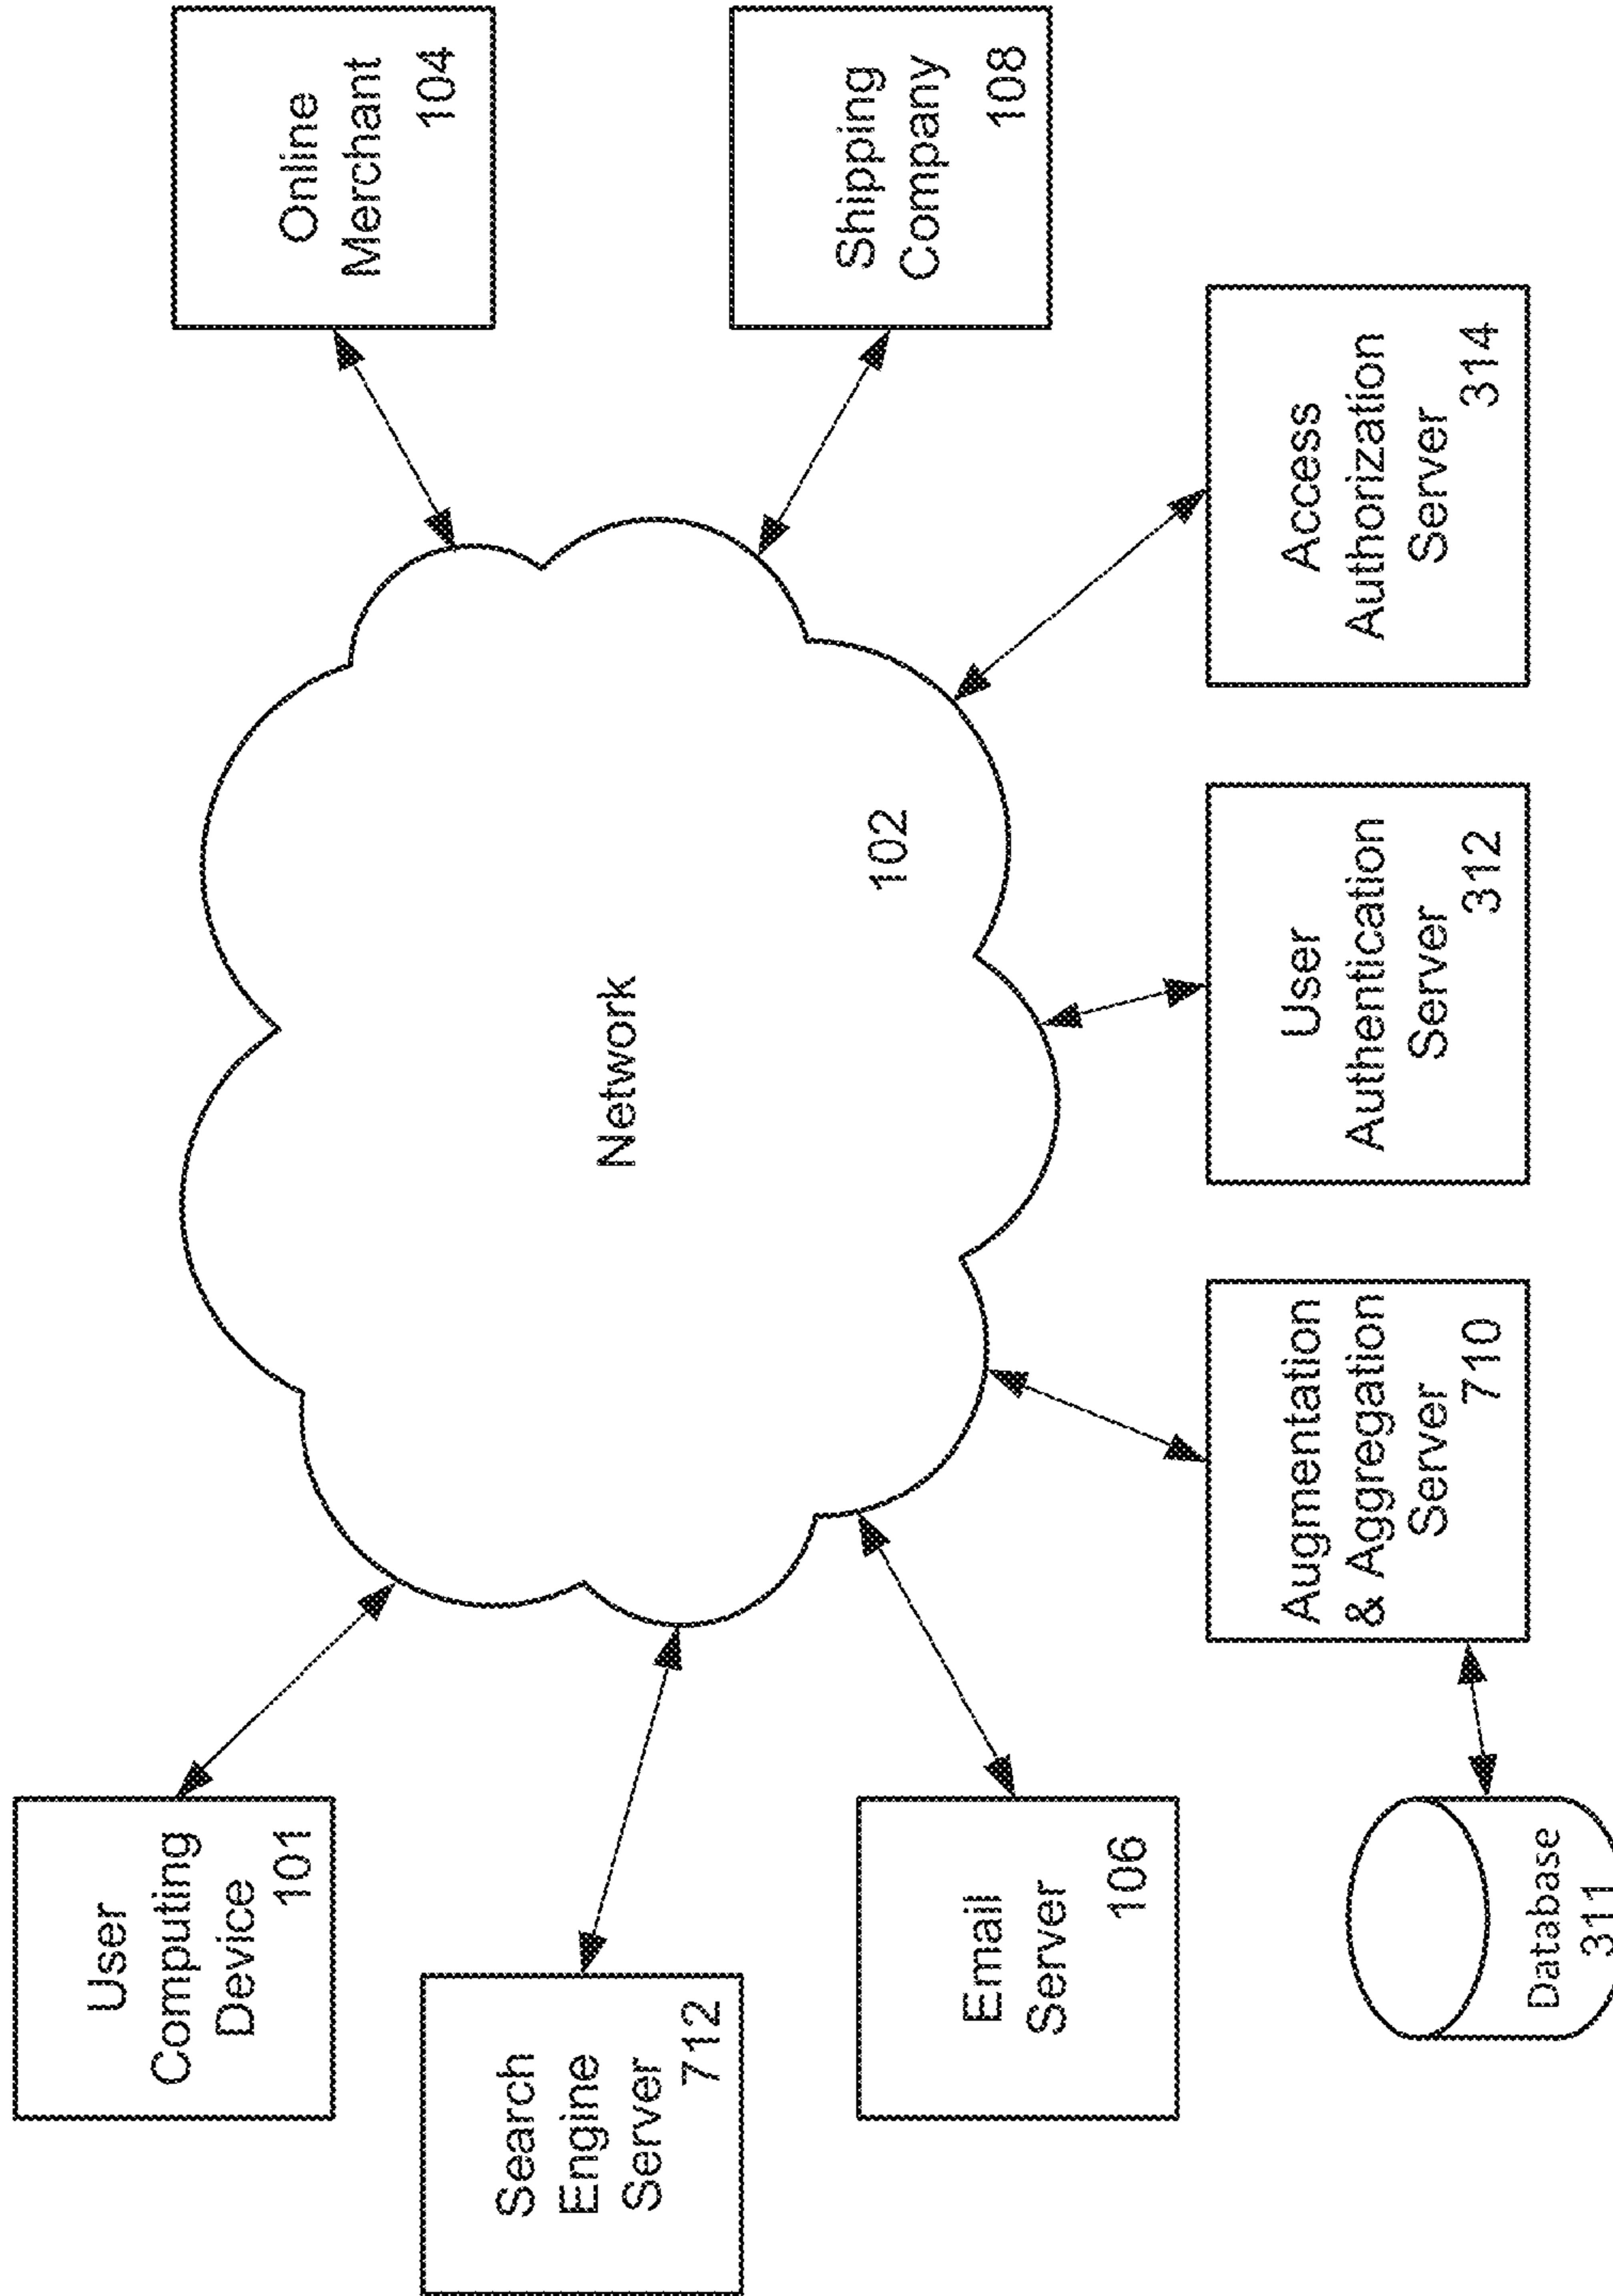 User
Computing
Device
101
Online
Merchant
104
Search
Engine
Server
712
Network
102
Shipping
Company
108
Email
Server
106
Database
311
Augmentation
& Aggregation
Server
710
User
Authentication
Server
312
Access
Authorization
Server
314